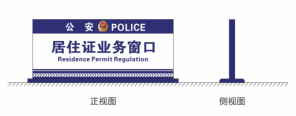 公 安 POLICE
居住证业务窗口
Residence Permit Regulation
正视图 侧视图